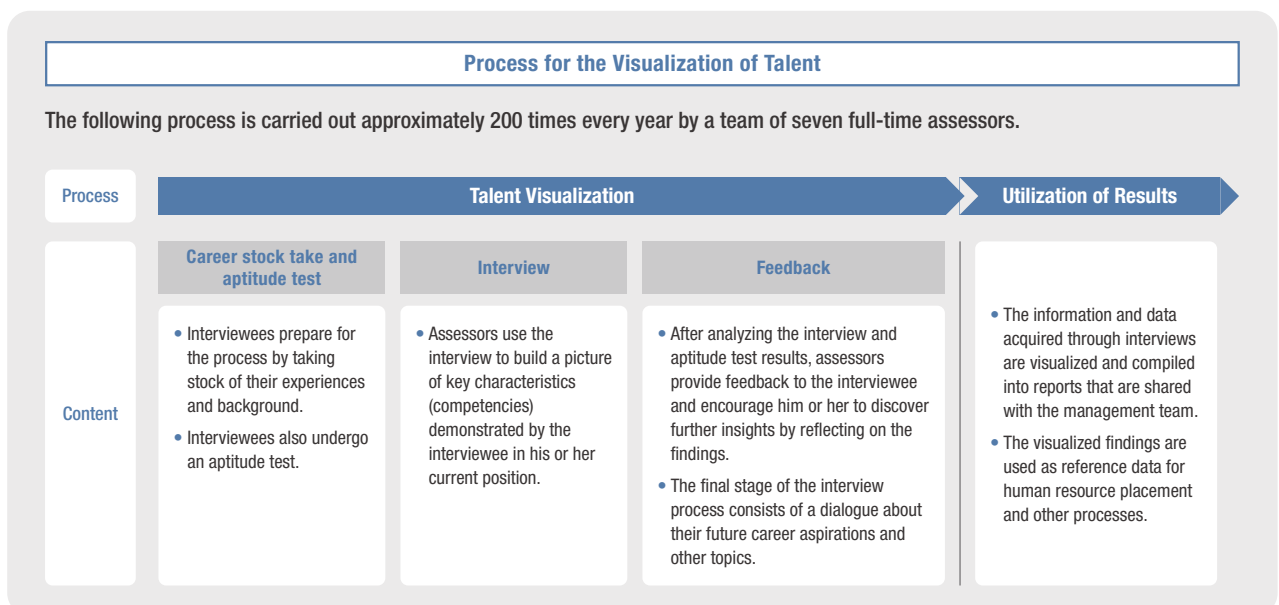 Process for the Visualization of Talent
The following process is carried out approximately 200 times every year by a team of seven full-time assessors.
Process
Talent Visualization
Utilization of Results
Content
Career stock take and
aptitude test
• Interviewees prepare for
the process by taking
stock of their experiences
and background.
• Interviewees also undergo
an aptitude test.
Interview
• Assessors use the
interview to build a picture
of key characteristics
(competencies)
demonstrated by the
interviewee in his or her
current position.
Feedback
• After analyzing the interview and
aptitude test results, assessors
provide feedback to the interviewee
and encourage him or her to discover
further insights by reflecting on the
findings.
• The final stage of the interview
process consists of a dialogue about
their future career aspirations and
other topics.
• The information and data
acquired through interviews
are visualized and compiled
into reports that are shared
with the management team.
• The visualized findings are
used as reference data for
human resource placement
and other processes.